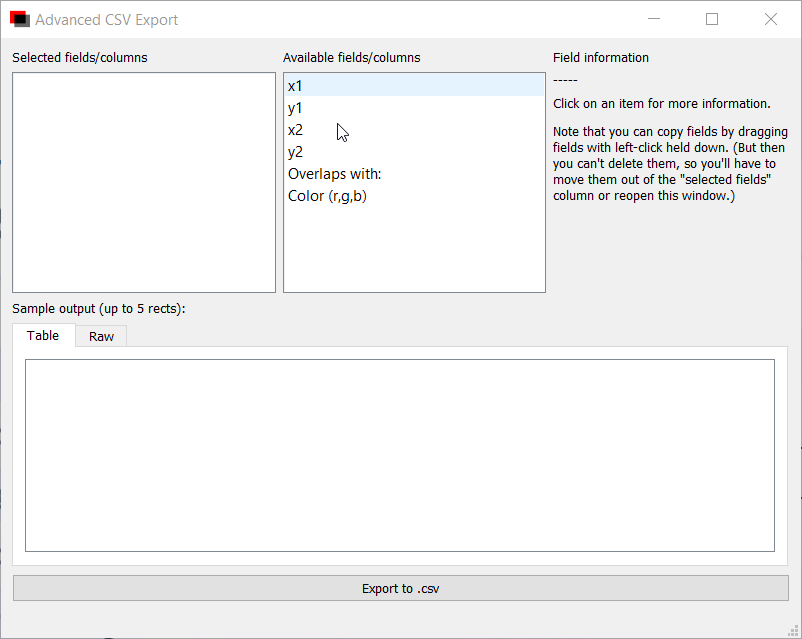 Advanced CSV Export
Selected fields/columns
Available fields/columns
x1
y1
x2
y2
Overlaps with:
Color (r,g,b)
Field information
-----
Click on an item for more information.
Note that you can copy fields by dragging
fields with left-click held down. (But then
you can't delete them, so you'll have to
move them out of the "selected fields"
column or reopen this window.)
Sample output (up to 5 rects):
Table
Raw
Export to .csv